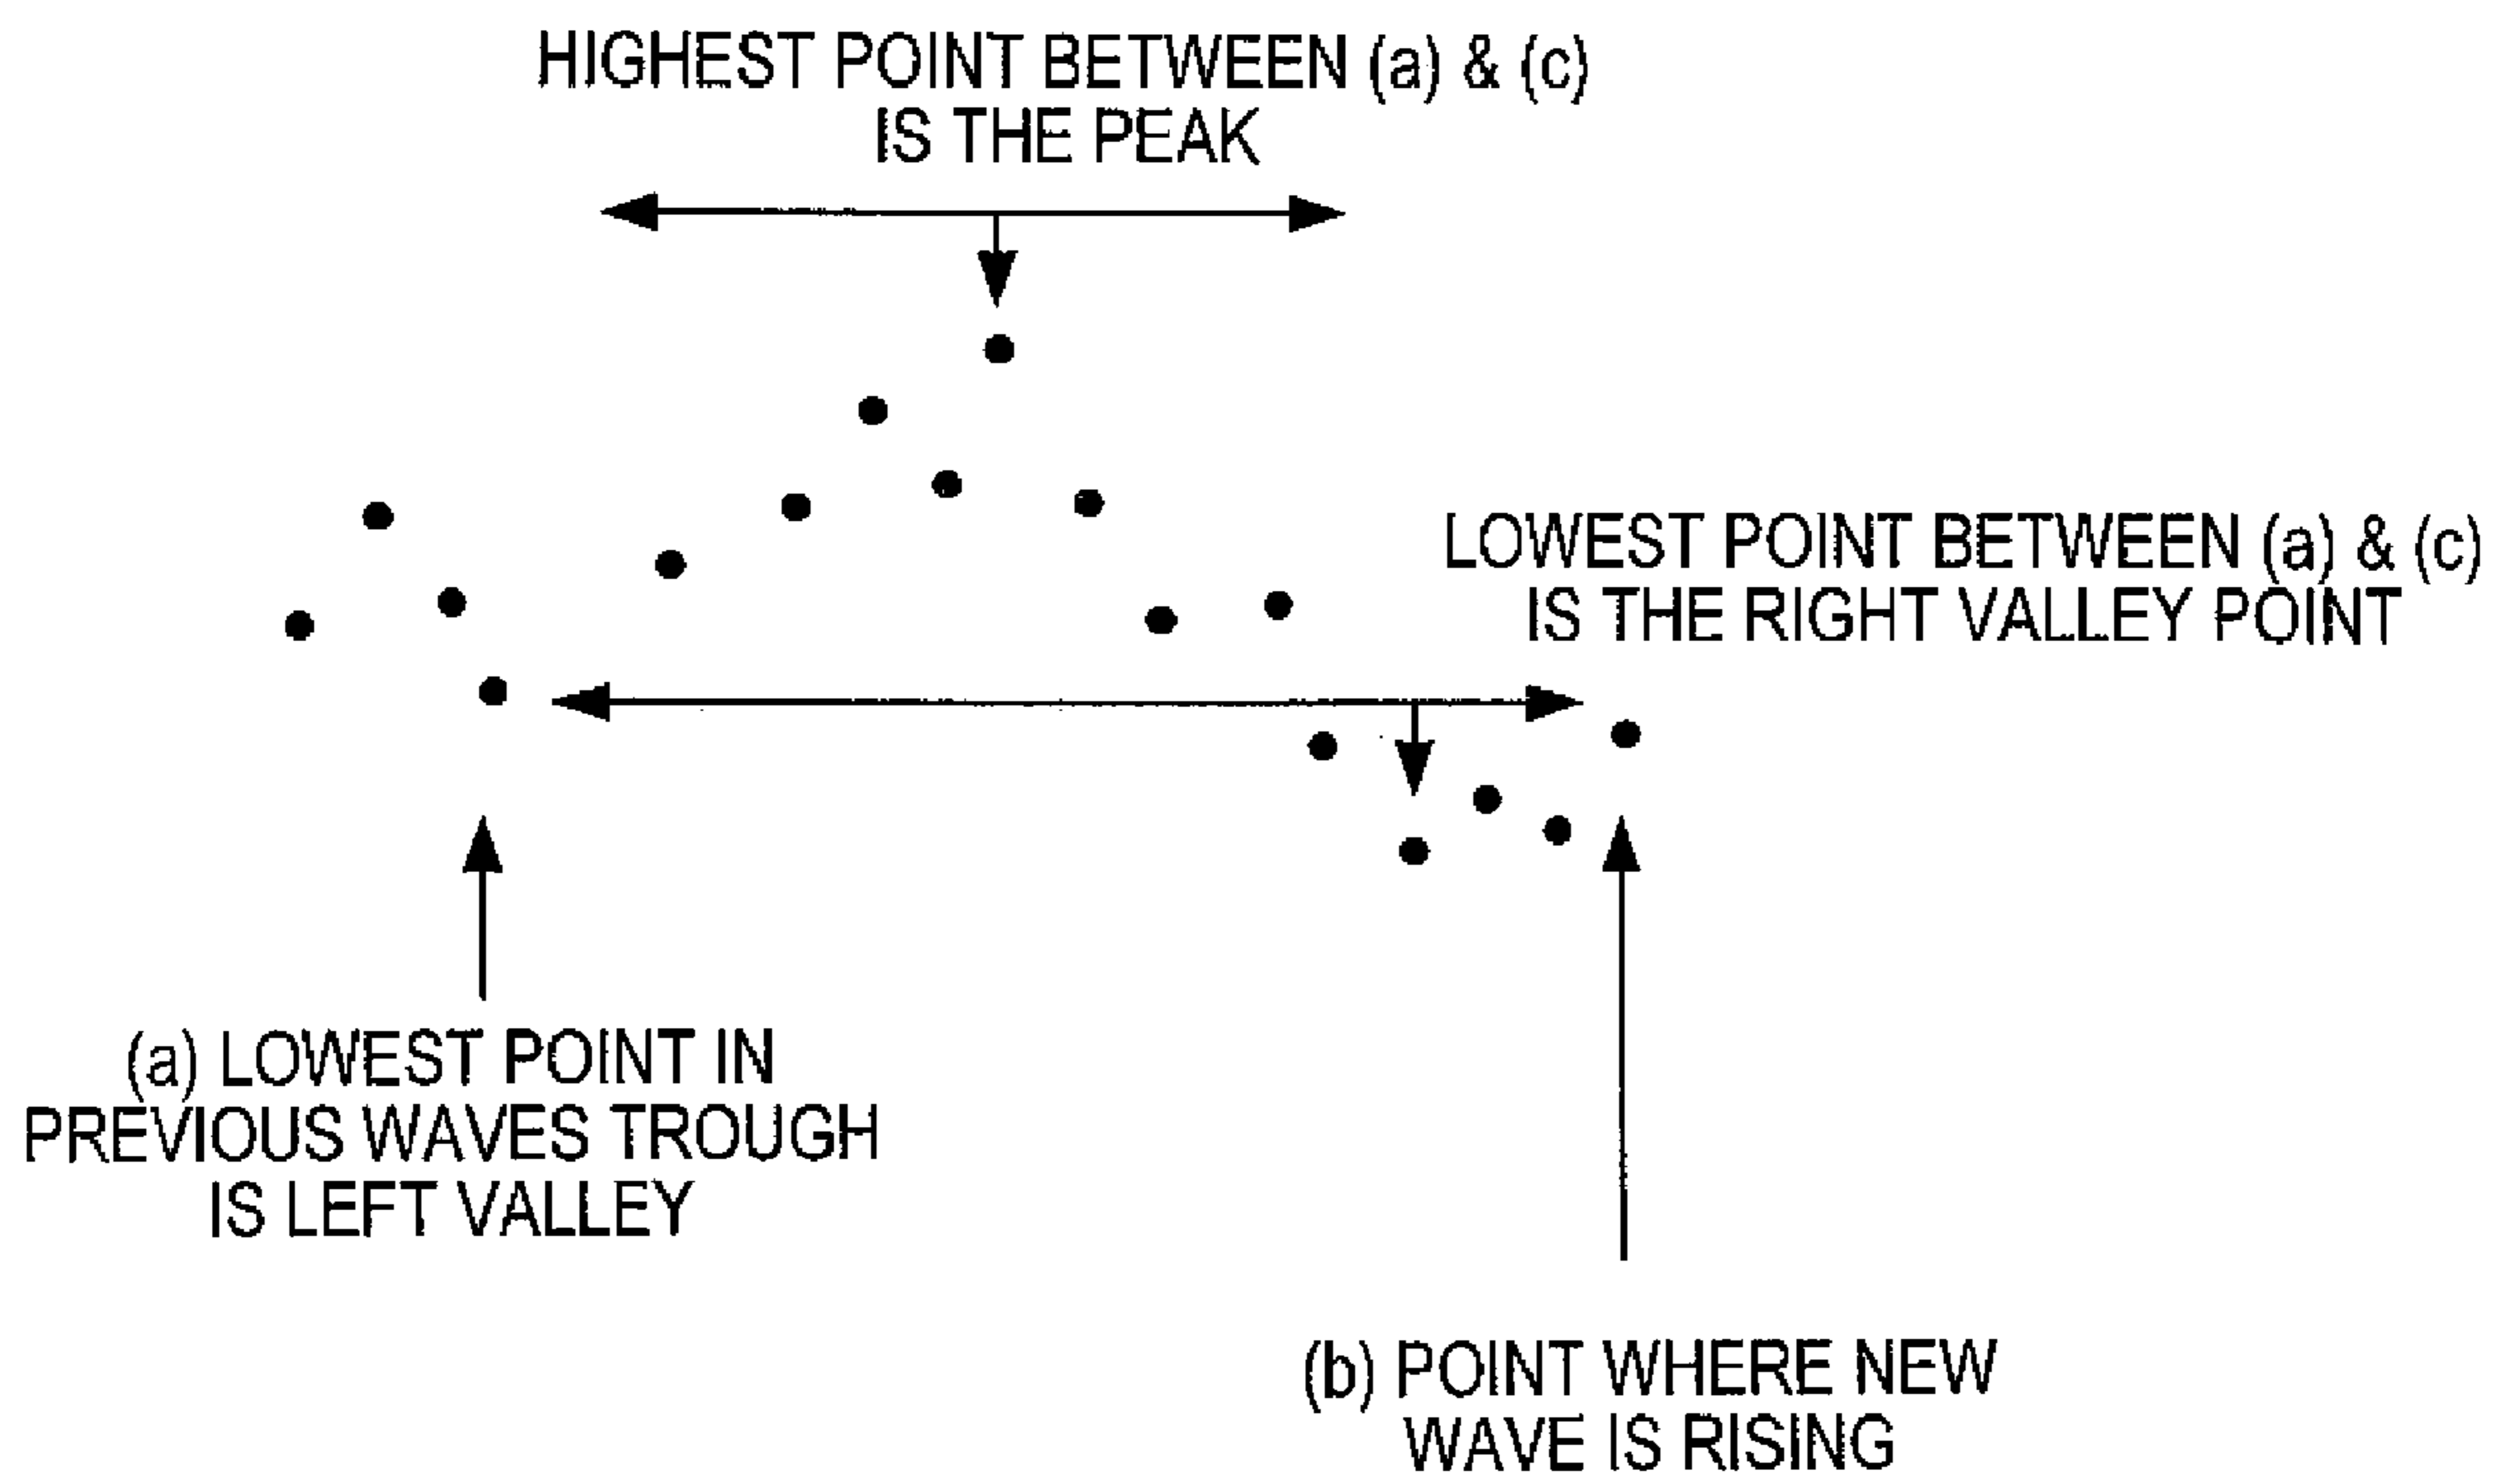 HIGHEST POINT BETWEEN (a) & (c)
IS THE PEAK
LOWEST POINT BETWEEN (a) & (c)
IS THE RIGHT VALLEY POINT
(a) LOWEST POINT IN
PREVIOUS WAVES TROUGH
IS LEFT VALLEY
(b) POINT WHERE NEW
WAVE IS RISING